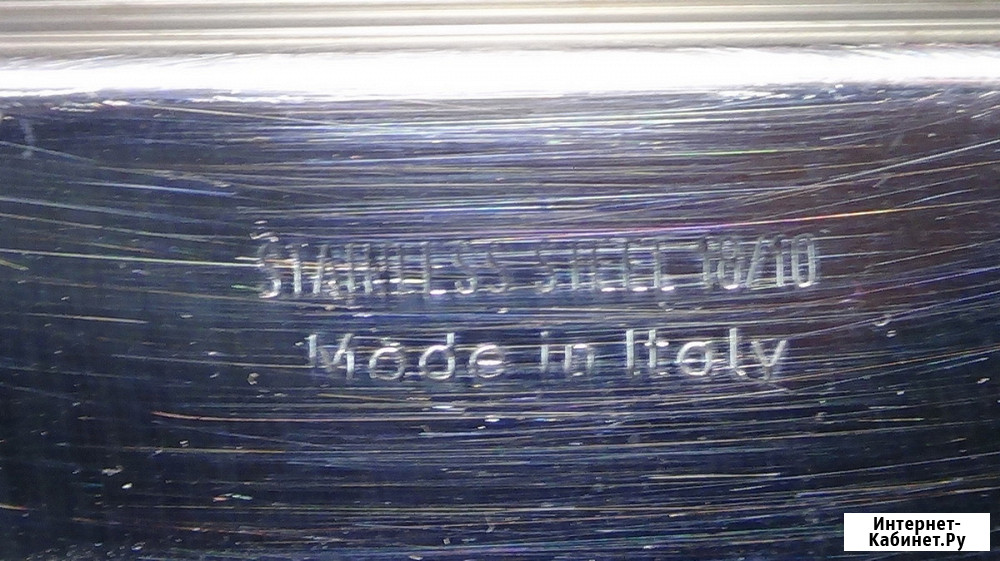 STAINLESS STEEL 18/10
Made in Italy
Интернет-
Кабинет.Ру